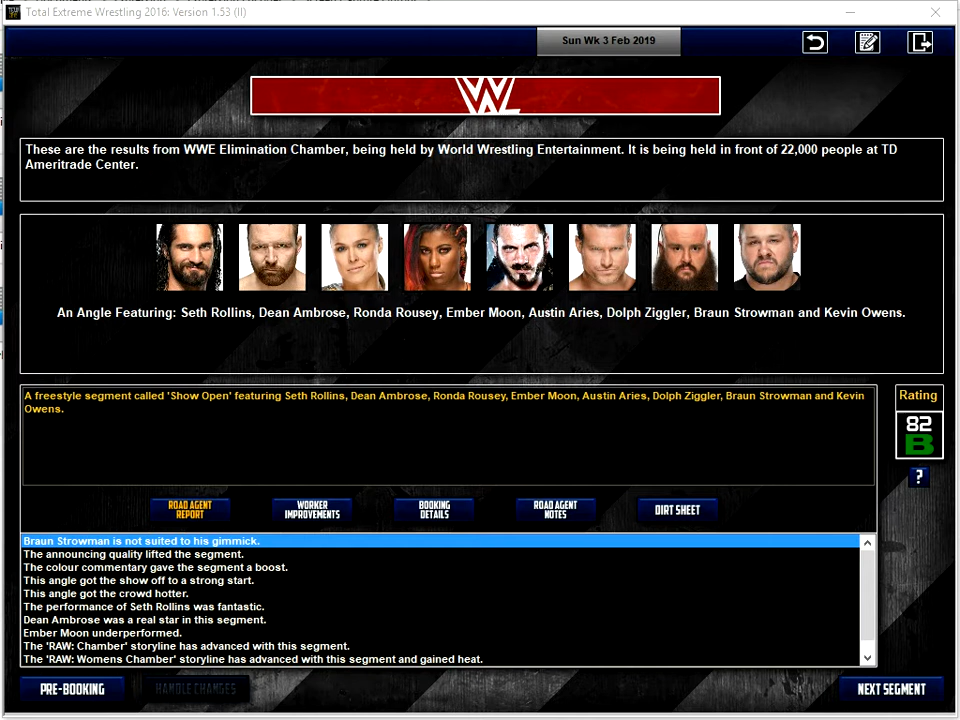 Total Extreme Wrestling 2016: Version 1.53 (II)
Sun Wk 3 Feb 2019
These are the results from WWE Elimination Chamber, being held by World Wrestling Entertainment. It is being held in front of 22,000 people at TD
Ameritrade Center.
An Angle Featuring: Seth Rollins, Dean Ambrose, Ronda Rousey, Ember Moon, Austin Aries, Dolph Ziggler, Braun Strowman and Kevin Owens.
A freestyle segment called 'Show Open' featuring Seth Rollins, Dean Ambrose, Ronda Rousey, Ember Moon, Austin Aries, Dolph Ziggler, Braun Strowman and Kevin
Owens.
Rating
82
B
?
ROAD AGENT
REPORT
WORKER
IMPROVEMENTS
BOOKING
DETAILS
ROAD AGENT
NOTES
DIRT SHEET
Braun Strowman is not suited to his gimmick.
The announcing quality lifted the segment.
The colour commentary gave the segment a boost.
This angle got the show off to a strong start.
This angle got the crowd hotter.
The performance of Seth Rollins was fantastic.
Dean Ambrose was a real star in this segment.
Ember Moon underperformed.
The 'RAW: Chamber' storyline has advanced with this segment.
The 'RAW: Womens Chamber' storyline has advanced with this segment and gained heat.
PRE-BOOKING
HANDLE CHANGES
NEXT SEGMENT